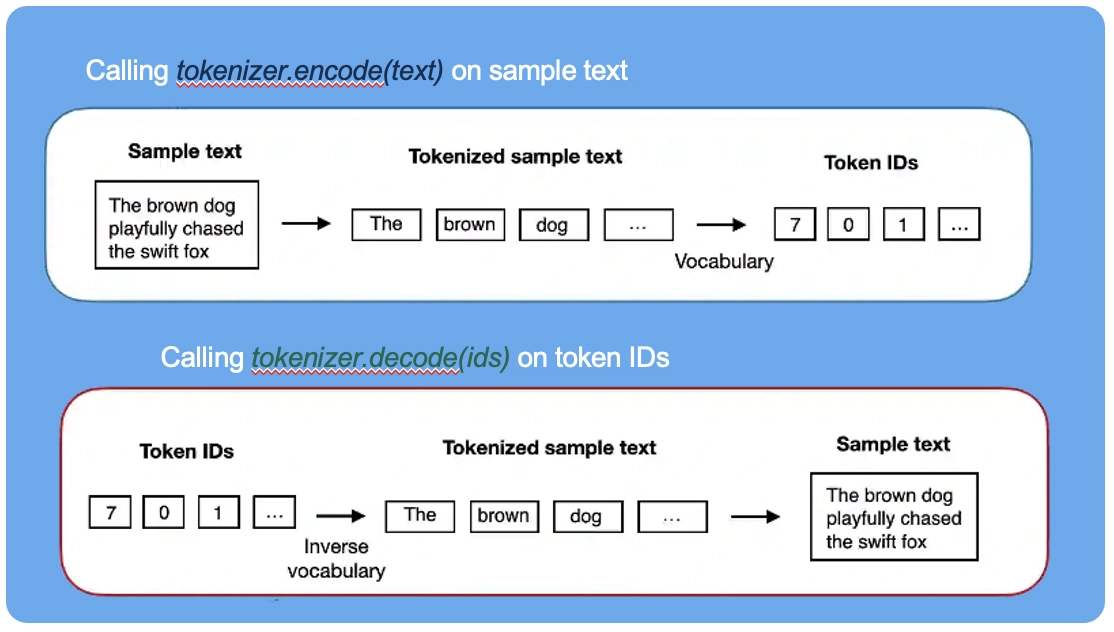 Calling tokenizer.encode(text) on sample text
Sample text
Tokenized sample text
Token IDs
The brown dog
playfully chased
the swift fox
The
brown
dog
...
Vocabulary
7
0
1
...
Calling tokenizer.decode(ids) on token IDs
Token IDs
Tokenized sample text
Sample text
7
0
1
...
Inverse
vocabulary
The
brown
dog
...
The brown dog
playfully chased
the swift fox